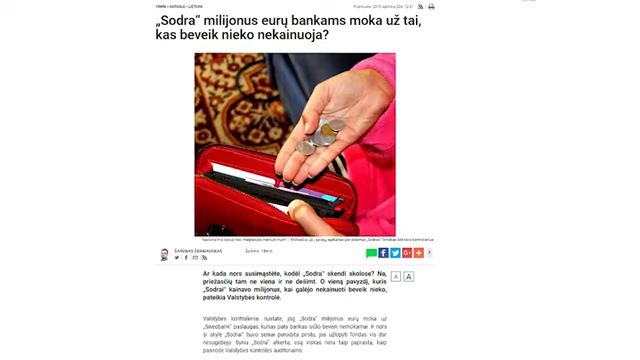 „Sodra“ milijonus eurų bankams moka už tai,
kas beveik nieko nekainuoja?
Ar kada nors susimąstėte, kodėl „Sodra“ skendi skolose? Na,
priežasčių tam ne viena ir ne dešimt. O vieną pavyzdį, kuris
„Sodrai“ kainavo milijonus, kai galėjo nekainuoti beveik nieko,
pateikia Valstybės kontrolė.
A A
Valstybės kontrolieriai nustatė, jog „Sodra“ milijonus eurų moka už
„Swedbank“ paslaugas, kurias pats bankas siūlo beveik nemokamai. Ir nors
ši skylė „Sodrai“ buvo seniai parodyta pirštu, jos užlopyti fondas vis dar
nesugebėjo. Sykiu „Sodra“ atkerta, esą viskas nėra taip paprasta, kaip
pasirodė Valstybės kontrolės auditoriams.